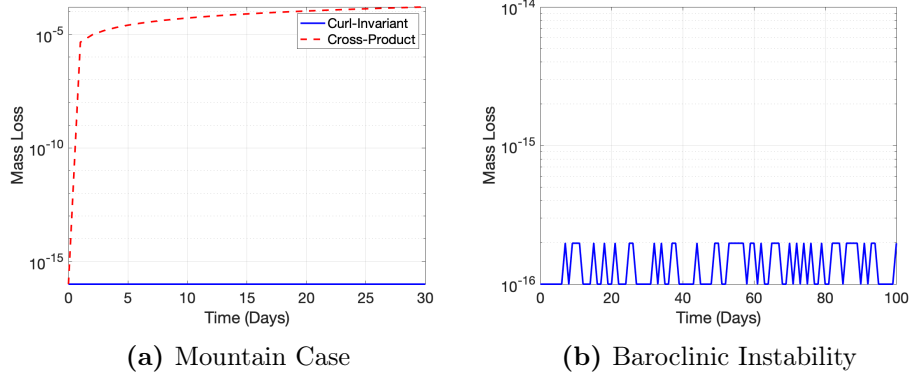 10^-5
10^-10
10^-15
Mass Loss
0 5 10 15 20 25 30
Time (Days)
Curl-Invariant
Cross-Product
(a) Mountain Case
10^-14
10^-15
10^-16
Mass Loss
0 20 40 60 80 100
Time (Days)
(b) Baroclinic Instability